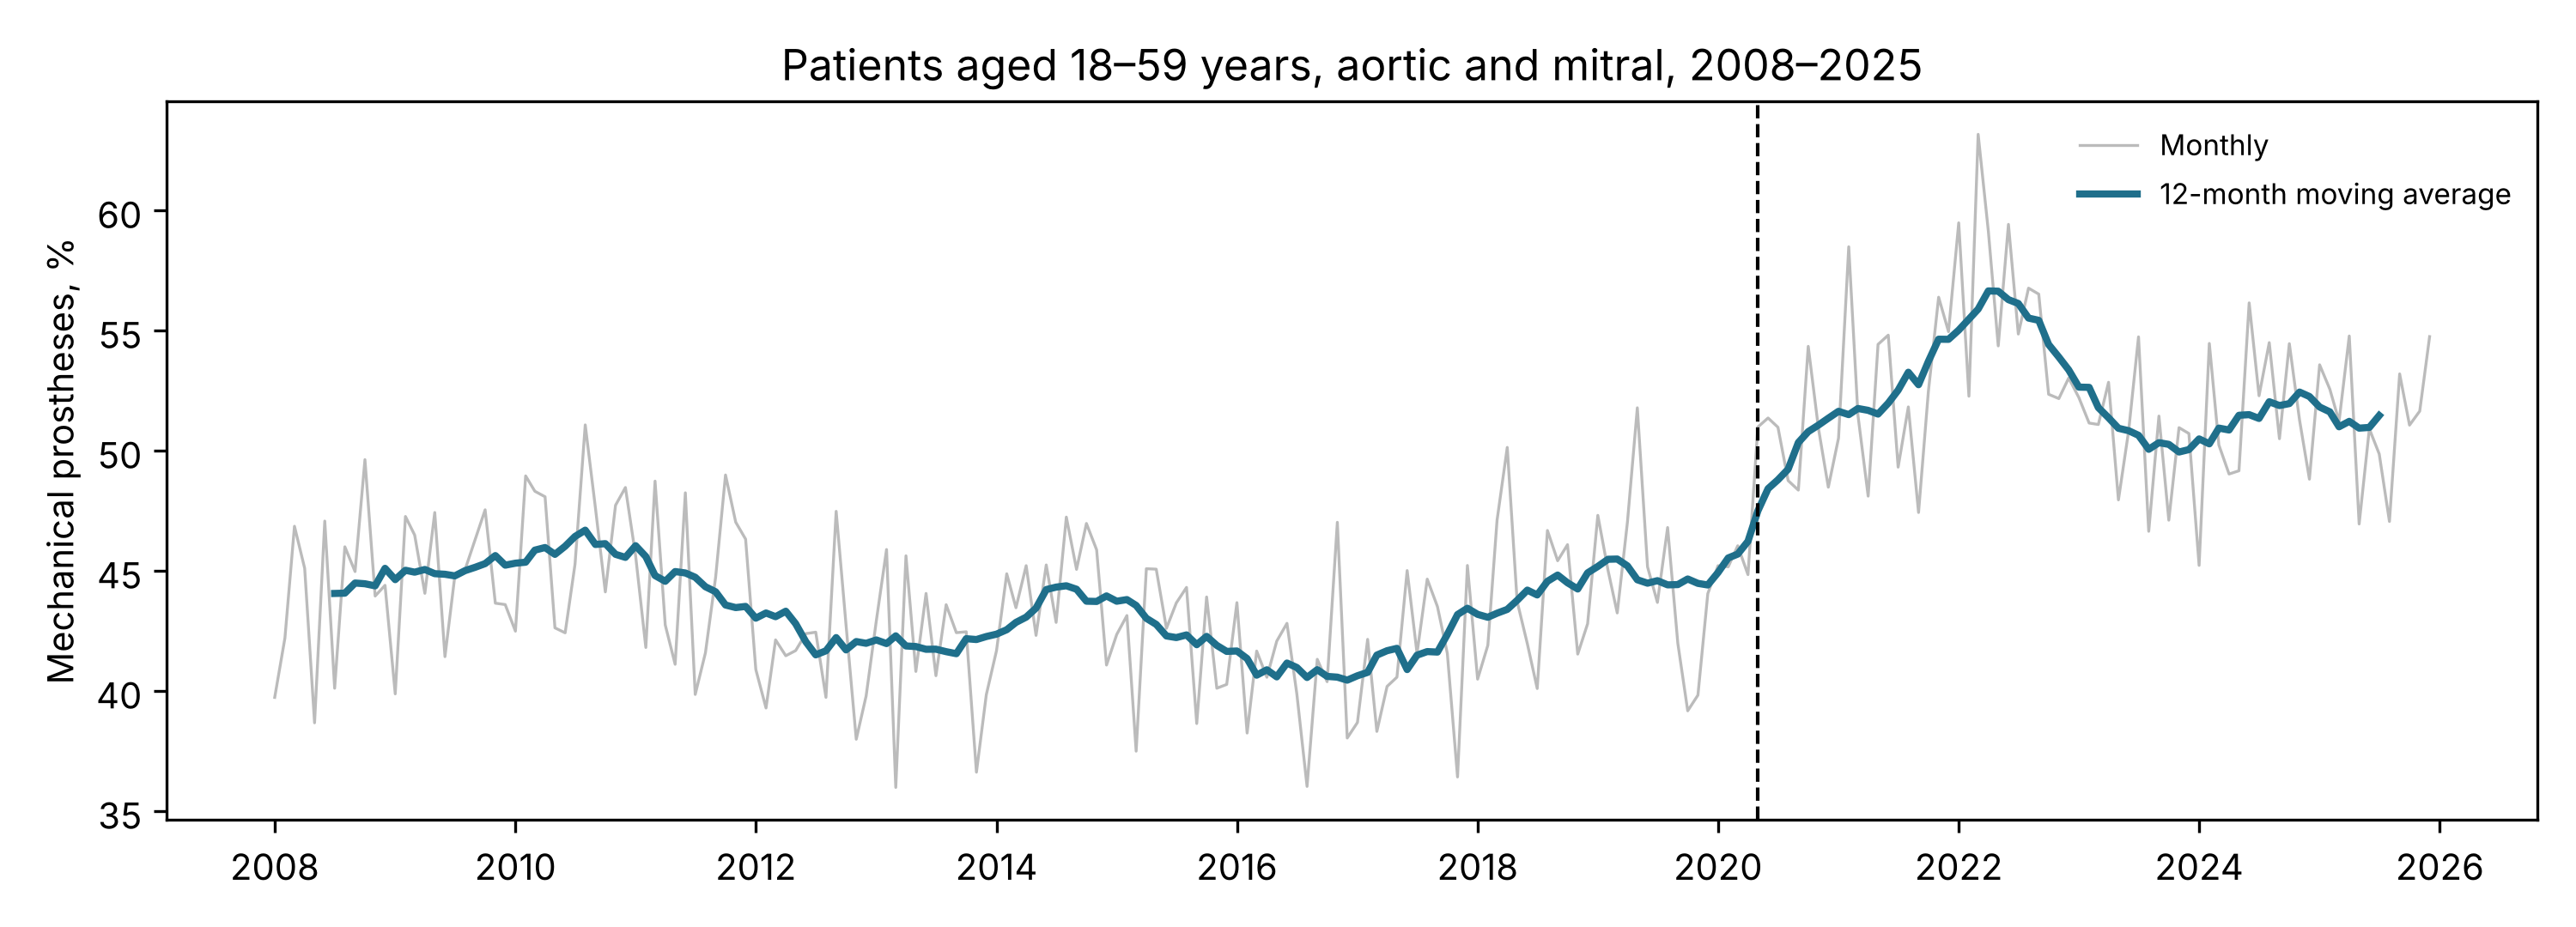 Patients aged 18–59 years, aortic and mitral, 2008–2025
Mechanical prostheses, %
60
55
50
45
40
35
Monthly
12-month moving average
2008 2010 2012 2014 2016 2018 2020 2022 2024 2026